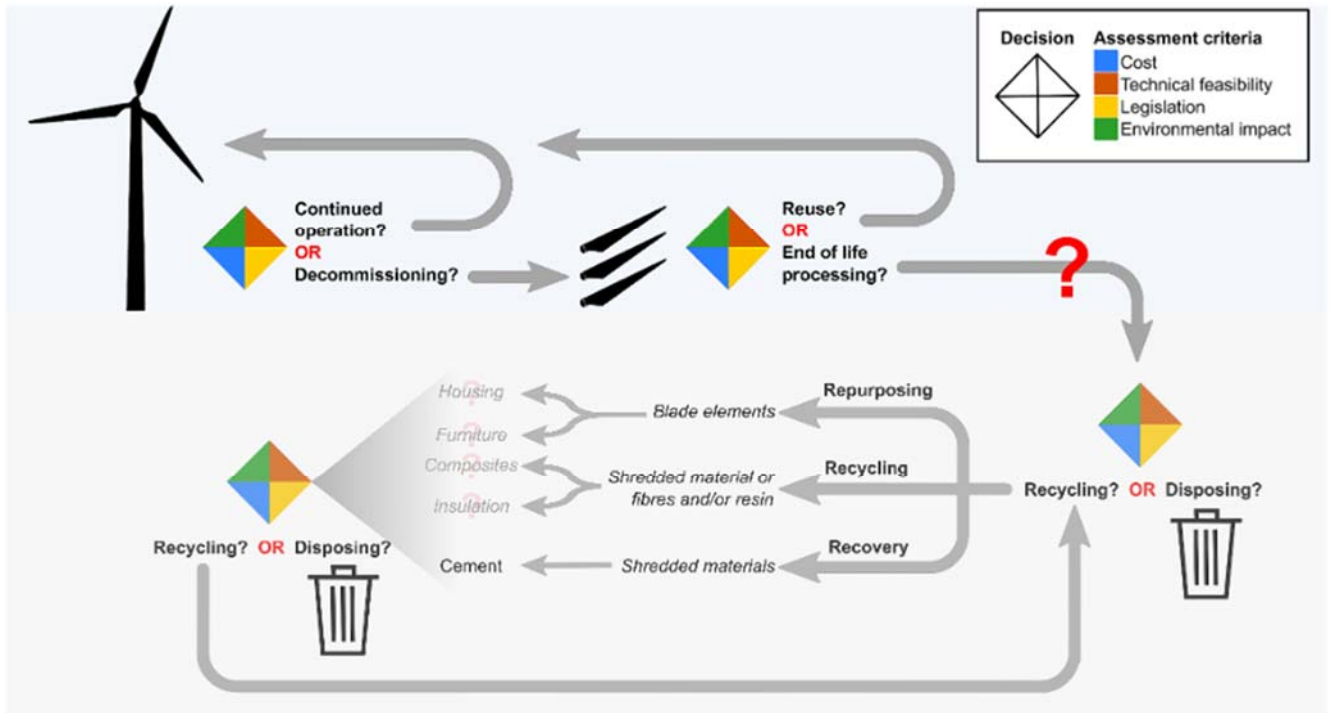 Decision
Assessment criteria
Cost
Technical feasibility
Legislation
Environmental impact
Continued
operation?
OR
Decommissioning?
Reuse?
OR
End of life
processing?
?
Housing
?
Furniture
?
Composites
?
Insulation
?
Cement
Blade elements
Shredded material or
fibres and/or resin
Shredded materials
Repurposing
Recycling
Recovery
Recycling? OR Disposing?
Recycling? OR Disposing?